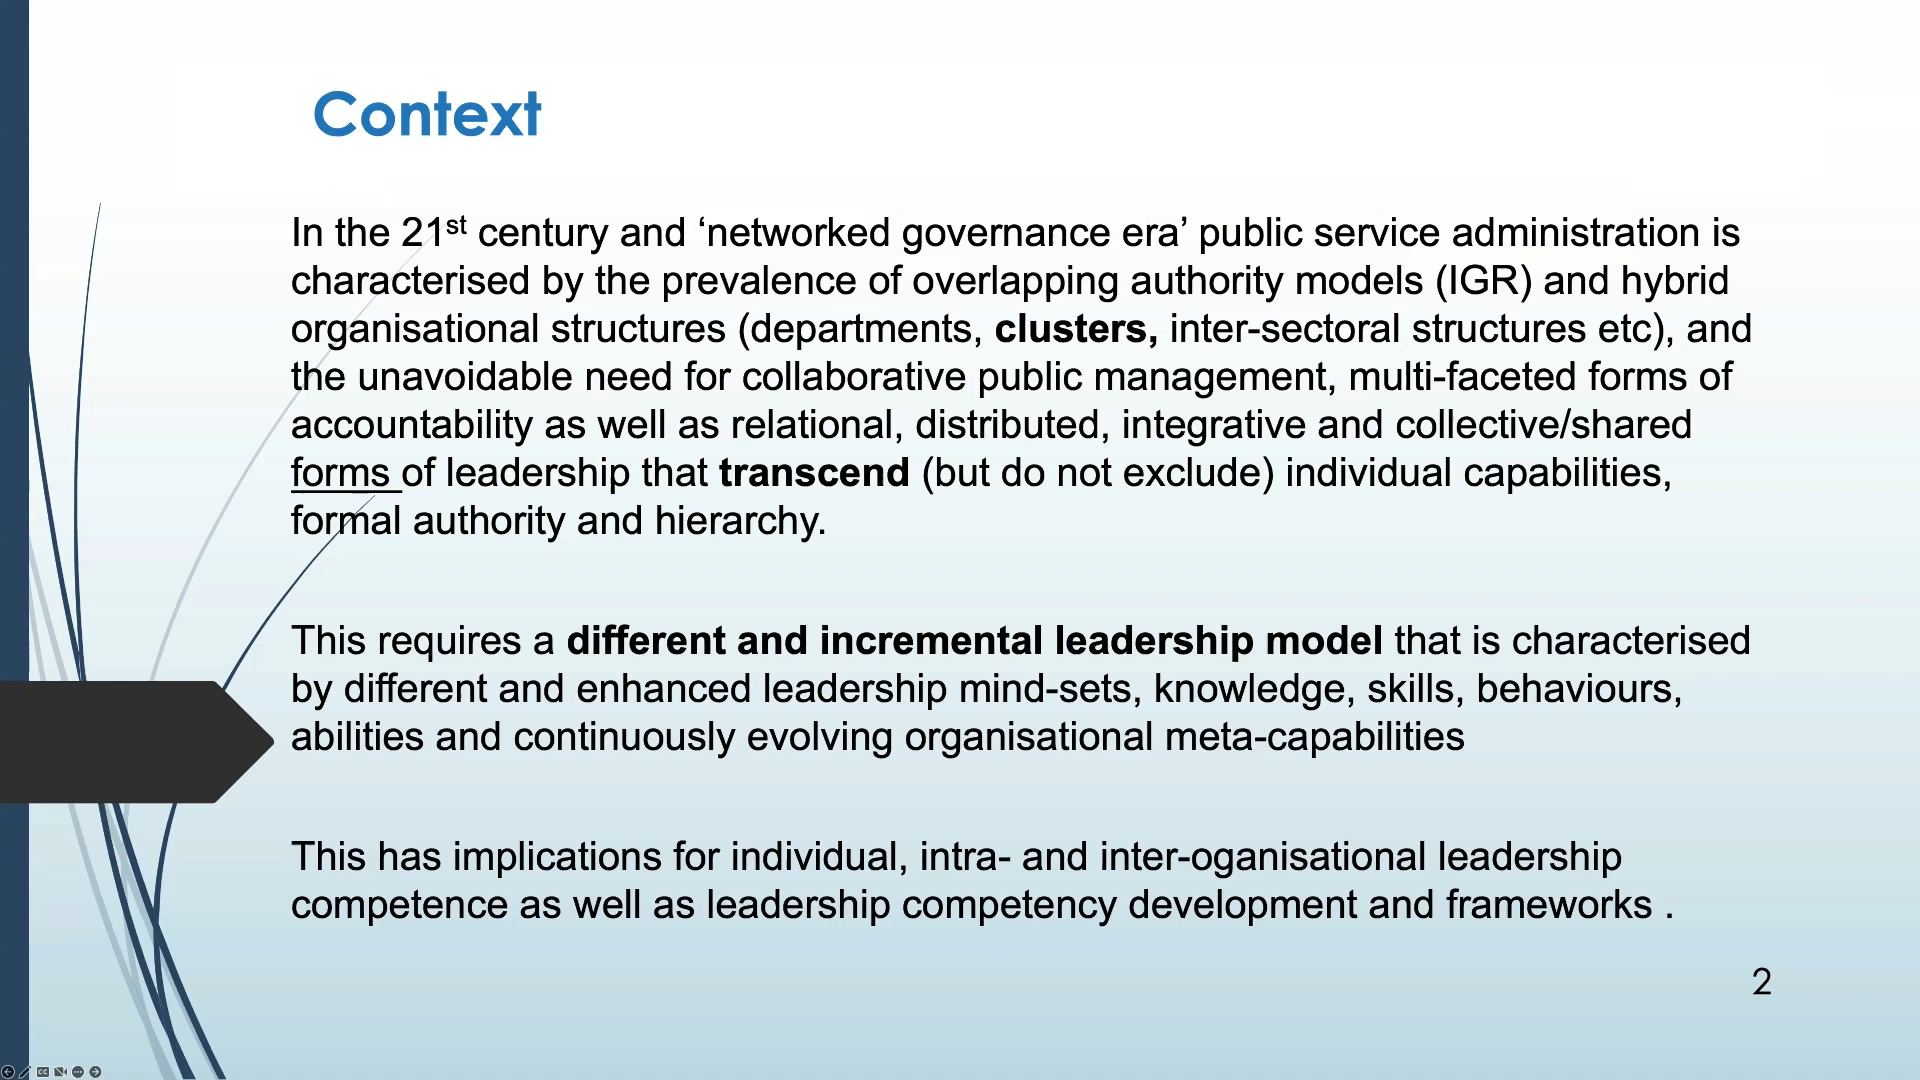 Context
In the 21st century and ‘networked governance era’ public service administration is
characterised by the prevalence of overlapping authority models (IGR) and hybrid
organisational structures (departments, clusters, inter-sectoral structures etc), and
the unavoidable need for collaborative public management, multi-faceted forms of
accountability as well as relational, distributed, integrative and collective/shared
forms of leadership that transcend (but do not exclude) individual capabilities,
formal authority and hierarchy.
This requires a different and incremental leadership model that is characterised
by different and enhanced leadership mind-sets, knowledge, skills, behaviours,
abilities and continuously evolving organisational meta-capabilities
This has implications for individual, intra- and inter-oganisational leadership
competence as well as leadership competency development and frameworks .
2